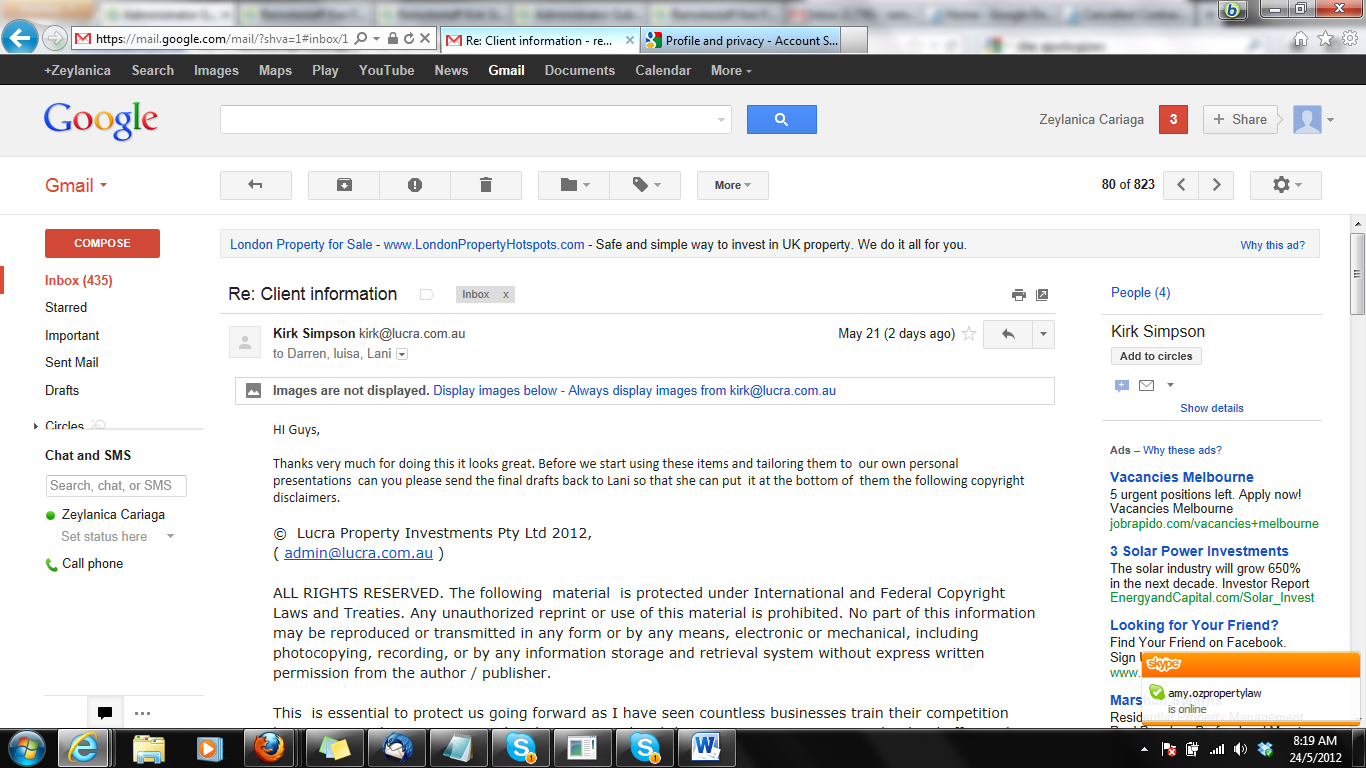 https://mail.google.com/mail/?shva=1#inbox/1
Re: Client information - re...
Profile and privacy - Account S...
+Zeylanica Search Images Maps Play YouTube News Gmail Documents Calendar More
Google
Zeylanica Cariaga 3 + Share
Gmail
More
80 of 823
COMPOSE
Inbox (435)
Starred
Important
Sent Mail
Drafts
Circles
Chat and SMS
Search, chat, or SMS
Zeylanica Cariaga
Set status here
Call phone
London Property for Sale - www.LondonPropertyHotspots.com - Safe and simple way to invest in UK property. We do it all for you.
Why this ad?
Re: Client information
Inbox x
Kirk Simpson kirk@lucra.com.au
May 21 (2 days ago)
to Darren, luisa, Lani
Images are not displayed. Display images below - Always display images from kirk@lucra.com.au
HI Guys,
Thanks very much for doing this it looks great. Before we start using these items and tailoring them to our own personal
presentations can you please send the final drafts back to Lani so that she can put it at the bottom of them the following copyright
disclaimers.
© Lucra Property Investments Pty Ltd 2012,
( admin@lucra.com.au )
ALL RIGHTS RESERVED. The following material is protected under International and Federal Copyright
Laws and Treaties. Any unauthorized reprint or use of this material is prohibited. No part of this information
may be reproduced or transmitted in any form or by any means, electronic or mechanical, including
photocopying, recording, or by any information storage and retrieval system without express written
permission from the author / publisher.
This is essential to protect us going forward as I have seen countless businesses train their competition
People (4)
Kirk Simpson
Add to circles
Show details
Ads – Why these ads?
Vacancies Melbourne
5 urgent positions left. Apply now!
Vacancies Melbourne
jobrapido.com/vacancies+melbourne
3 Solar Power Investments
The solar industry will grow 650%
in the next decade. Investor Report
EnergyandCapital.com/Solar_Invest
Looking for Your Friend?
Find Your Friend on Facebook.
Sign
www.
skype
amy.ozpropertylaw
is online
8:19 AM
24/5/2012